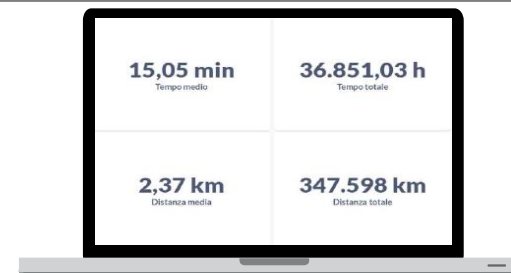 15,05 min
Tempo medio
36.851,03 h
Tempo totale
2,37 km
Distanza media
347.598 km
Distanza totale